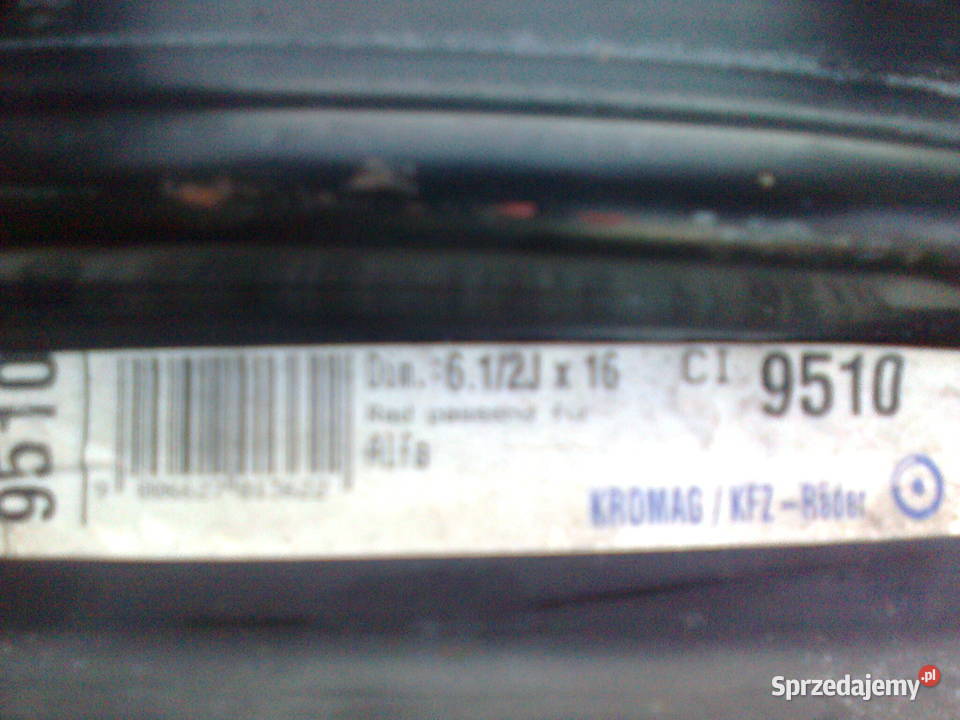 9510
Dim.:6.1/2J x 16
CI 9510
Rad passend für
Alfa
KROMAG / KFZ-Räder
Sprzedajemy.pl